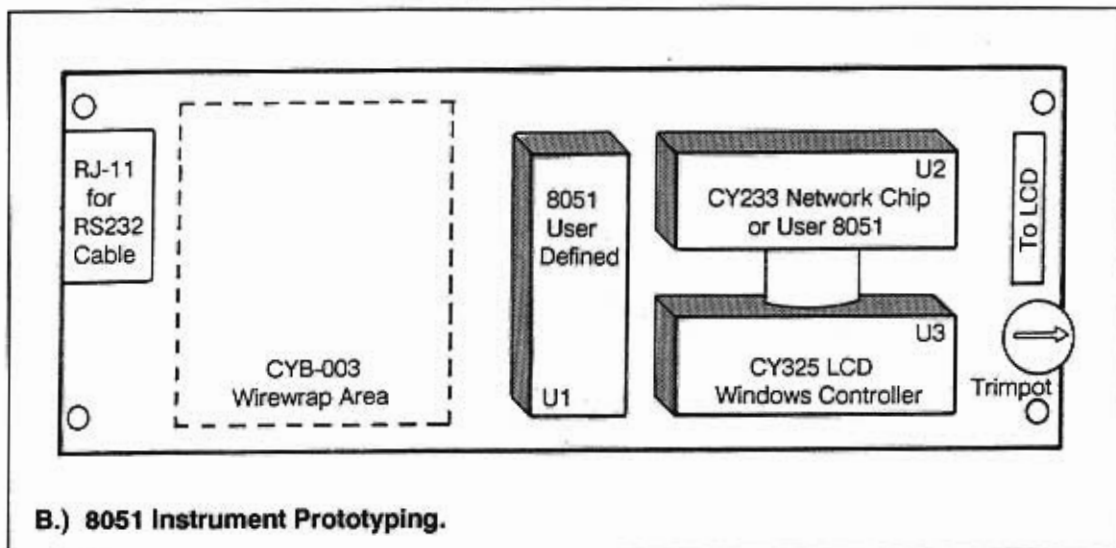 RJ-11
for
RS232
Cable
CYB-003
Wirewrap Area
8051
User
Defined
U1
U2
CY233 Network Chip
or User 8051
U3
CY325 LCD
Windows Controller
To LCD
Trimpot
B.) 8051 Instrument Prototyping.